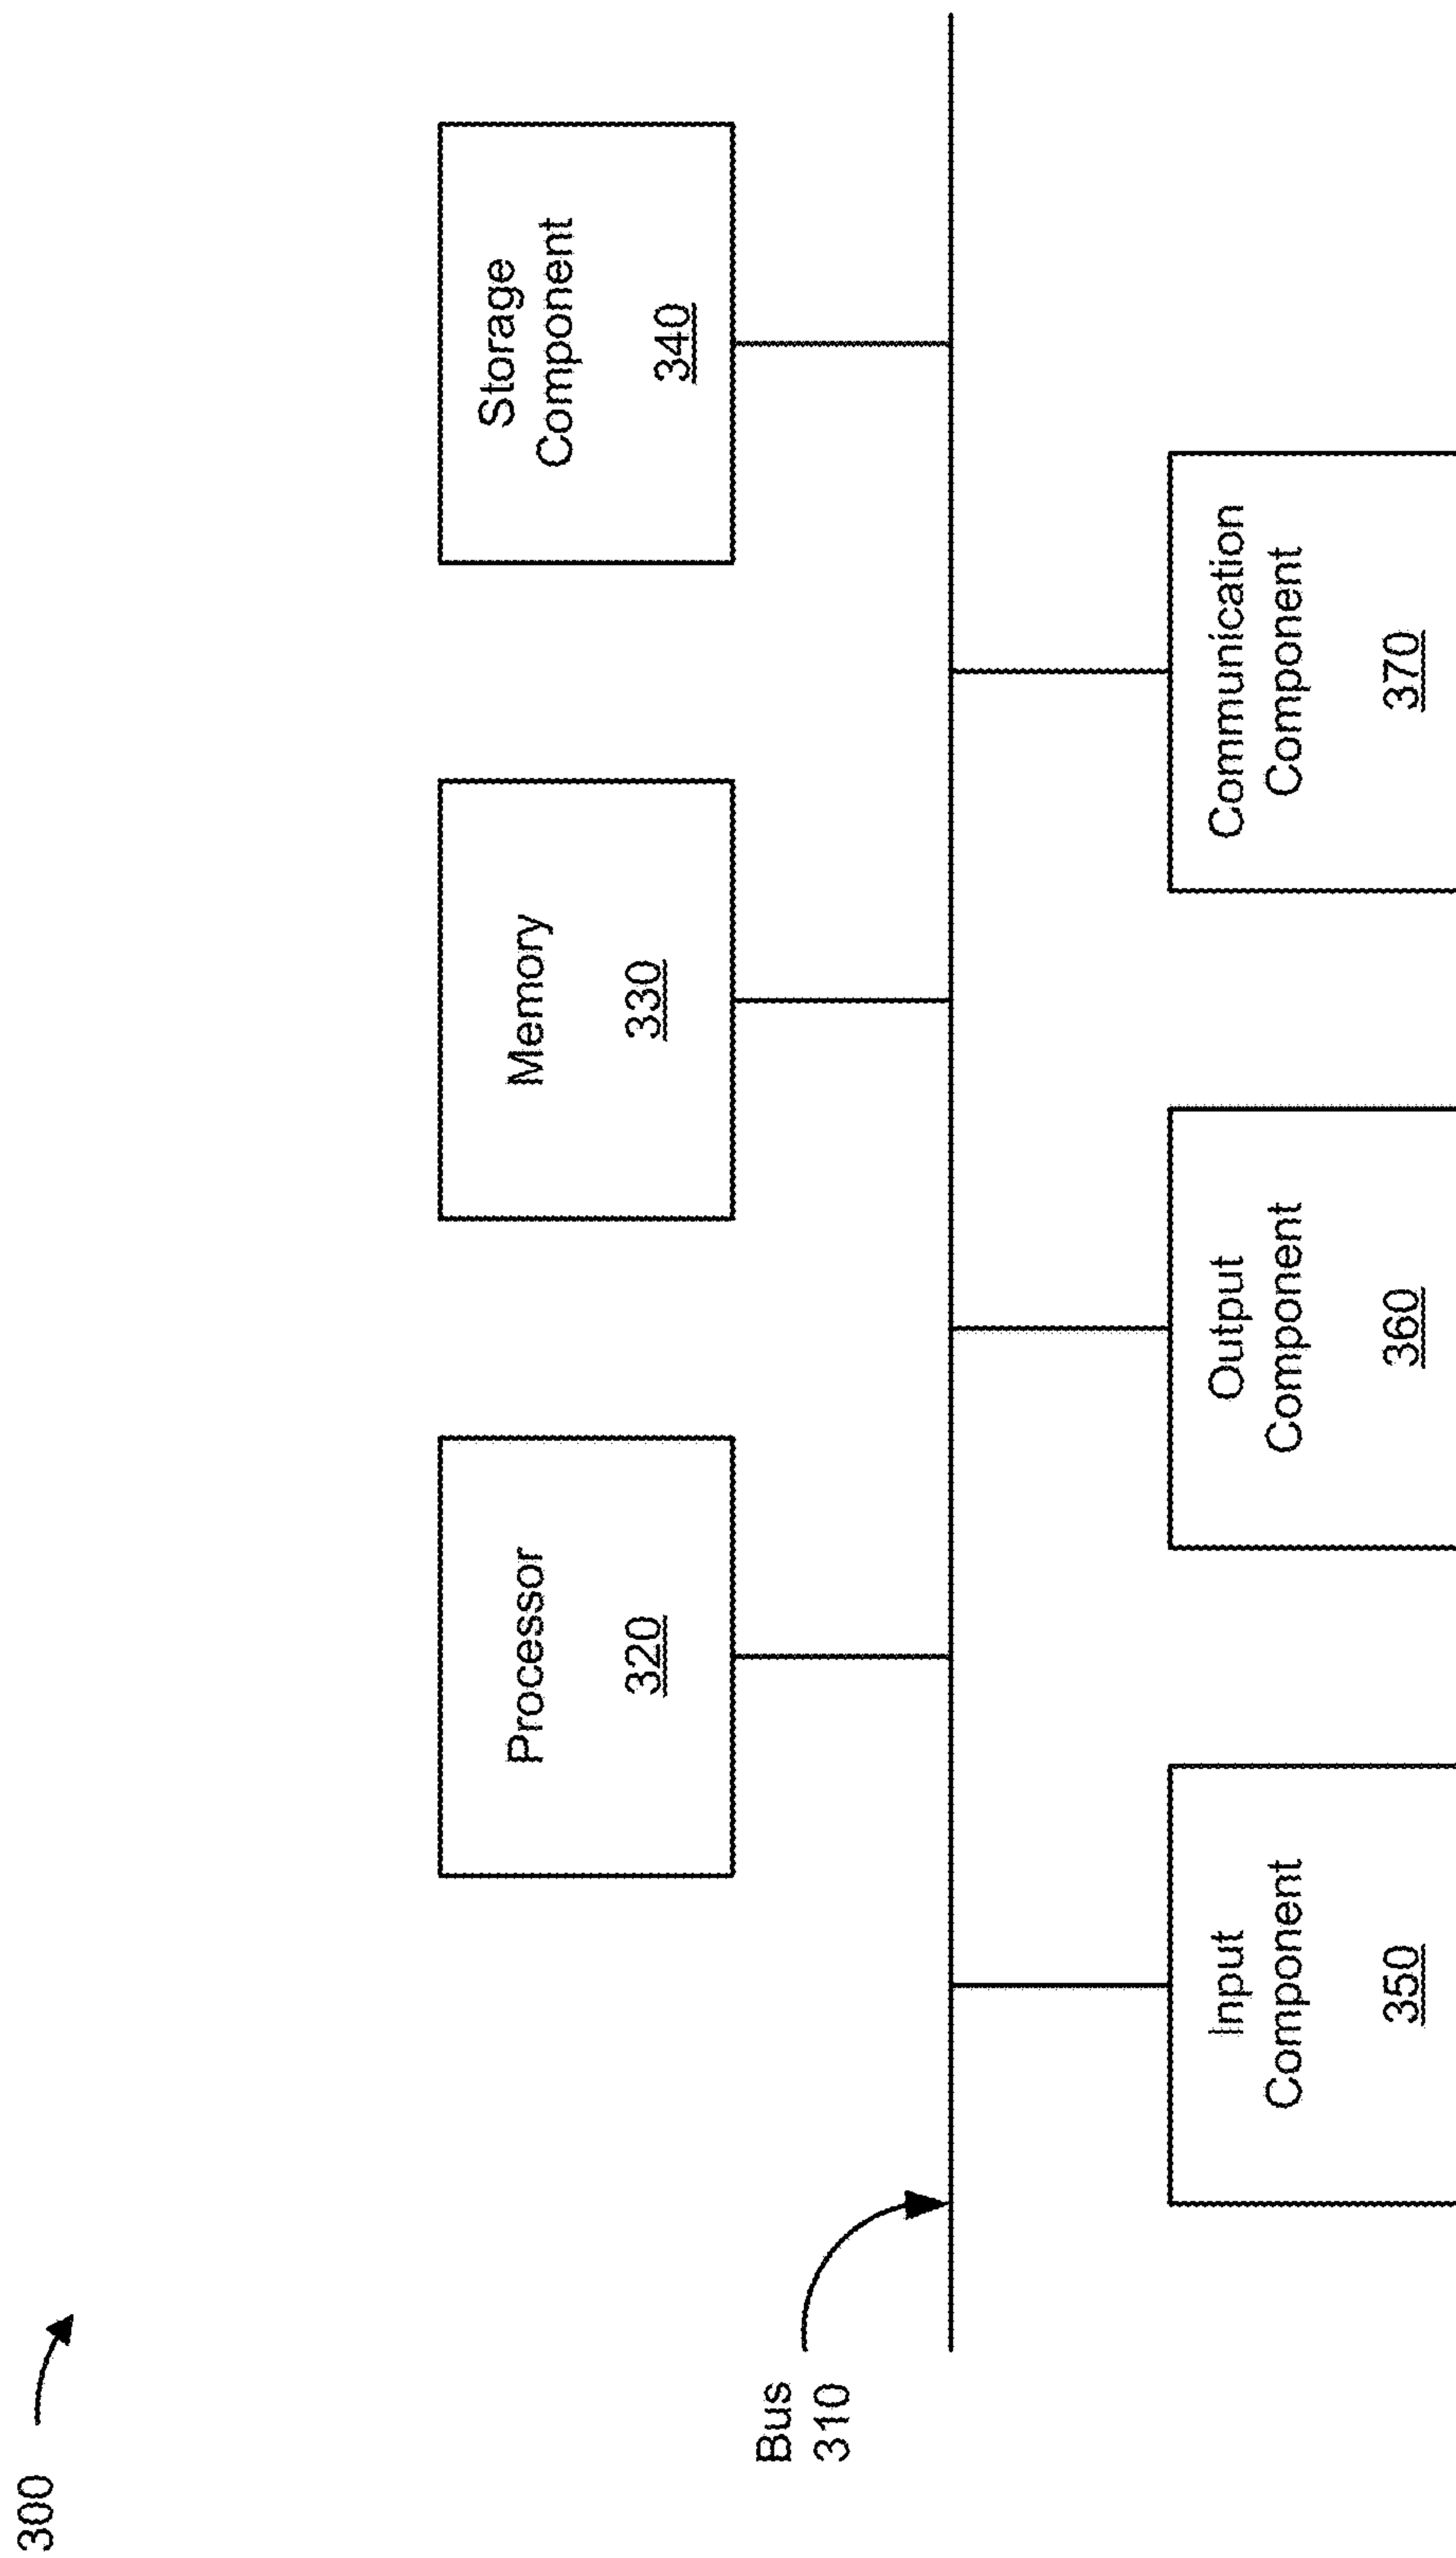 300
Processor
320
Memory
330
Storage
Component
340
Bus
310
Input
Component
350
Output
Component
360
Communication
Component
370